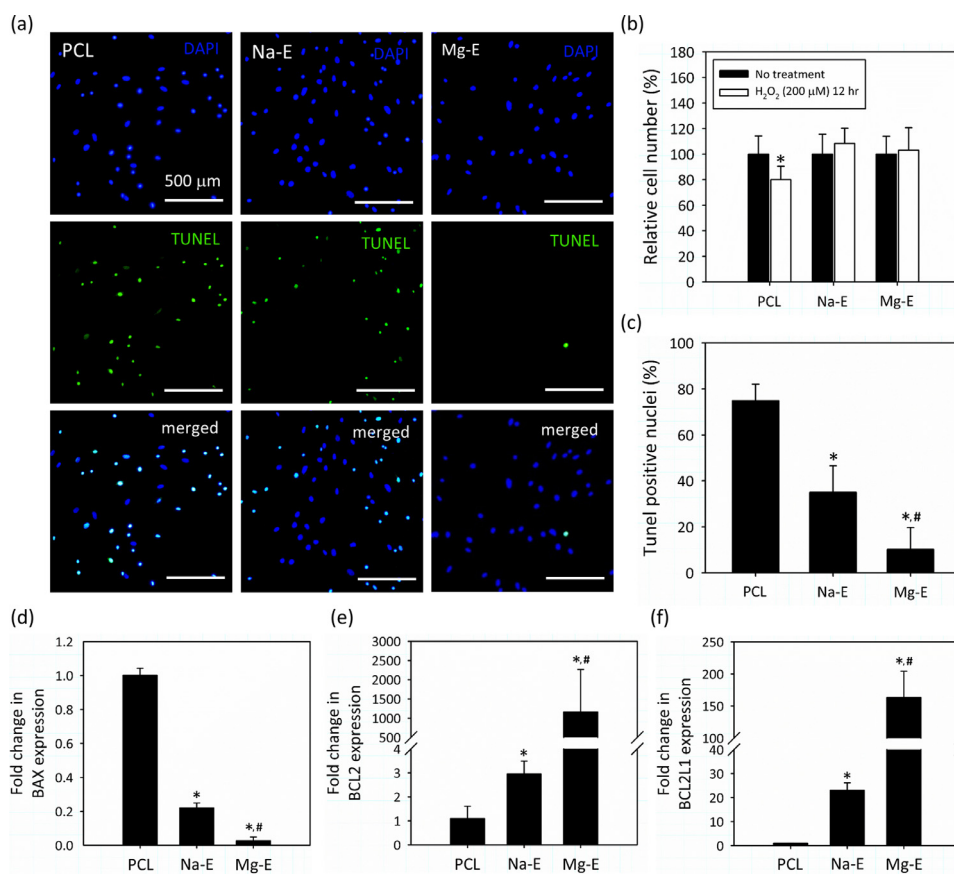 (a)
PCL
DAPI
Na-E
DAPI
Mg-E
DAPI
500 μm
TUNEL
TUNEL
TUNEL
merged
merged
merged
(b)
Relative cell number (%)
180
160
140
120
100
80
60
40
20
0
No treatment
H₂O₂ (200 μM) 12 hr
*
PCL
Na-E
Mg-E
(c)
Tunel positive nuclei (%)
100
80
60
40
20
0
*
*,#
PCL
Na-E
Mg-E
(d)
Fold change in
BAX expression
1.2
1.0
0.8
0.6
0.4
0.2
0.0
*
*,#
PCL
Na-E
Mg-E
(e)
Fold change in
BCL2 expression
3000
2500
2000
1500
1000
500
4
3
2
1
0
*
*,#
PCL
Na-E
Mg-E
(f)
Fold change in
BCL2L1 expression
250
200
150
100
50
40
30
20
10
0
*
*,#
PCL
Na-E
Mg-E